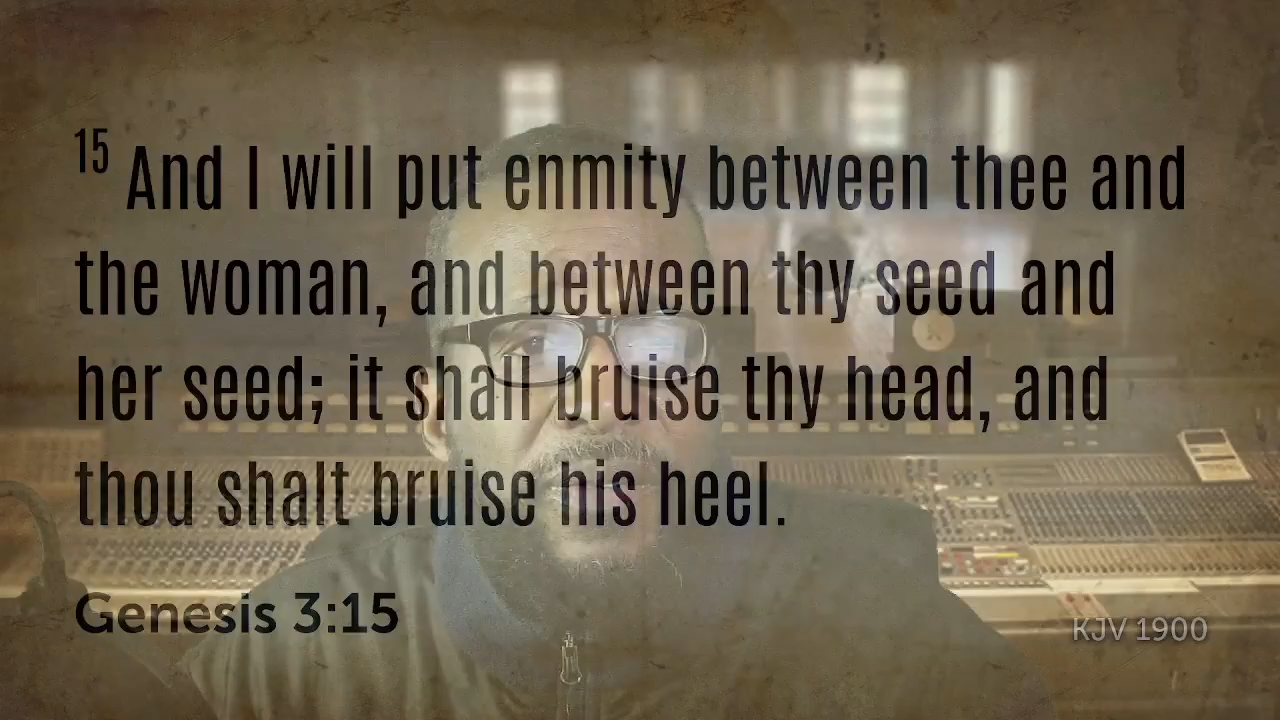 15 And I will put enmity between thee and
the woman, and between thy seed and
her seed; it shall bruise thy head, and
thou shalt bruise his heel.
Genesis 3:15
KJV 1900